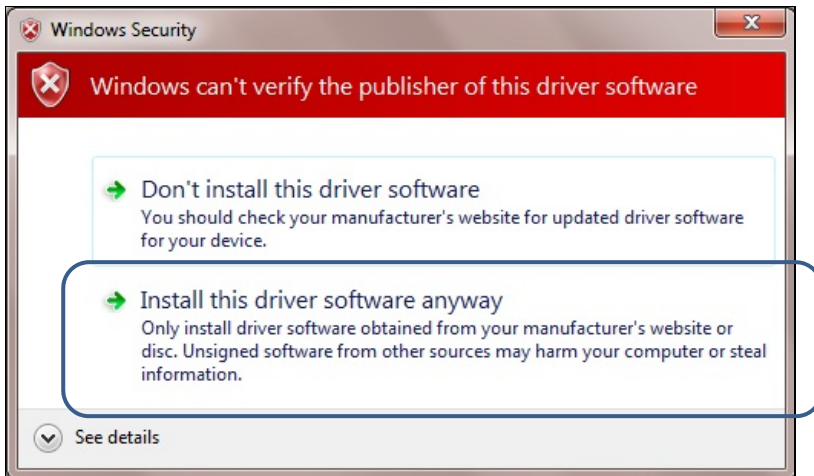 Windows Security
Windows can't verify the publisher of this driver software
Don't install this driver software
You should check your manufacturer's website for updated driver software
for your device.
Install this driver software anyway
Only install driver software obtained from your manufacturer's website or
disc. Unsigned software from other sources may harm your computer or steal
information.
See details